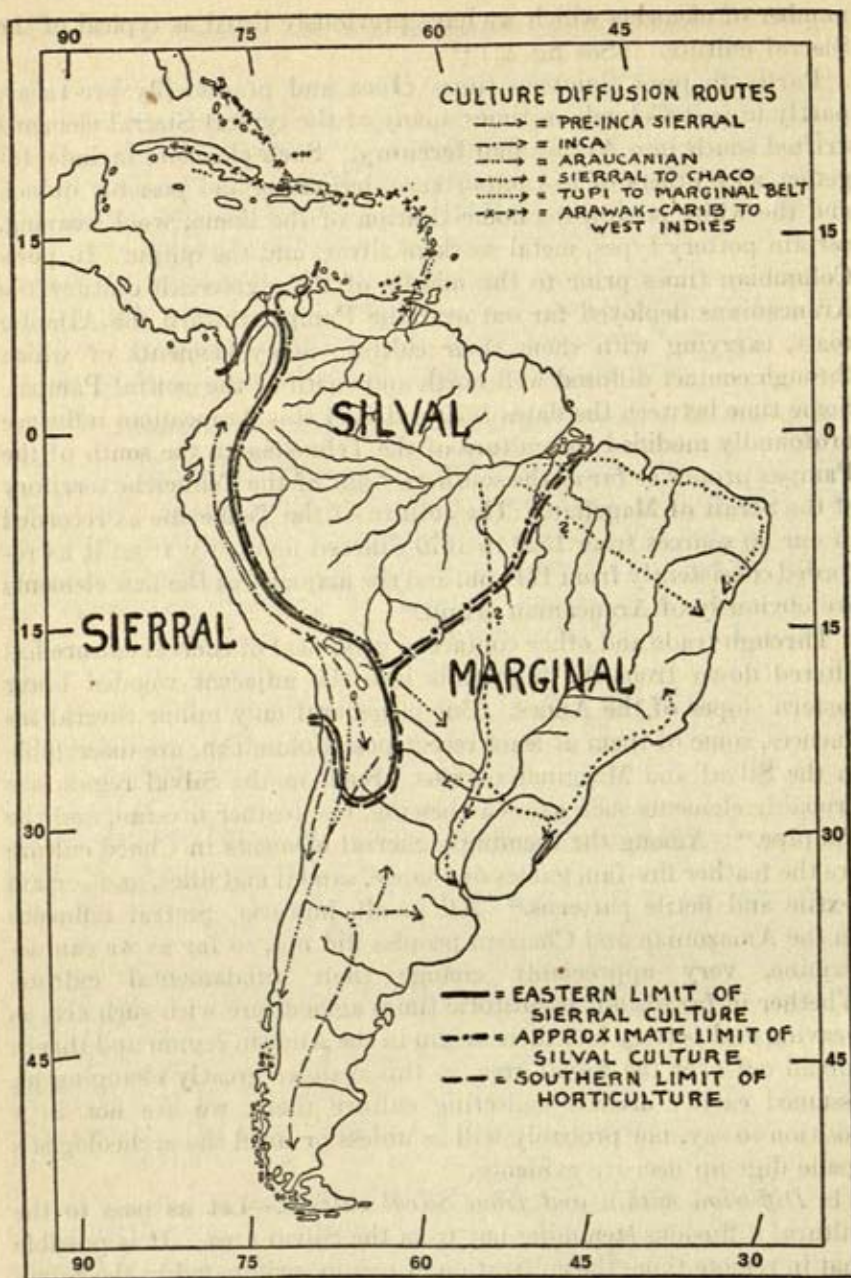 90 75 60 45
CULTURE DIFFUSION ROUTES
= PRE-INCA SIERRAL
= INCA
= ARAUCANIAN
= SIERRAL TO CHACO
= TUPI TO MARGINAL BELT
= ARAWAK-CARIB TO
WEST INDIES
15 15
SILVAL
0 0
?
15 SIERRAL 15
?
MARGINAL
30 30
= EASTERN LIMIT OF
SIERRAL CULTURE
= APPROXIMATE LIMIT OF
SILVAL CULTURE
45 45
= SOUTHERN LIMIT OF
HORTICULTURE
90 75 60 45 30